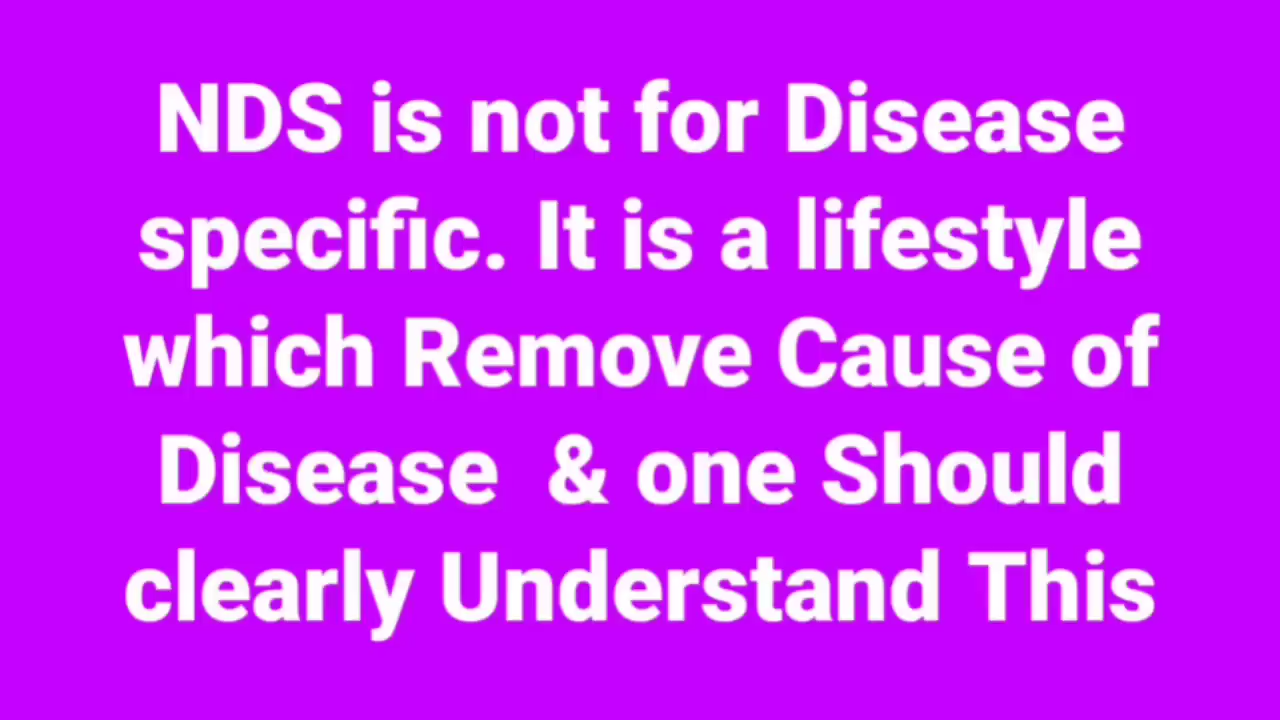 NDS is not for Disease
specific. It is a lifestyle
which Remove Cause of
Disease  & one Should
clearly Understand This